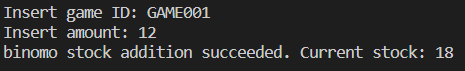 Insert game ID: GAME001
Insert amount: 12
binomo stock addition succeeded. Current stock: 18